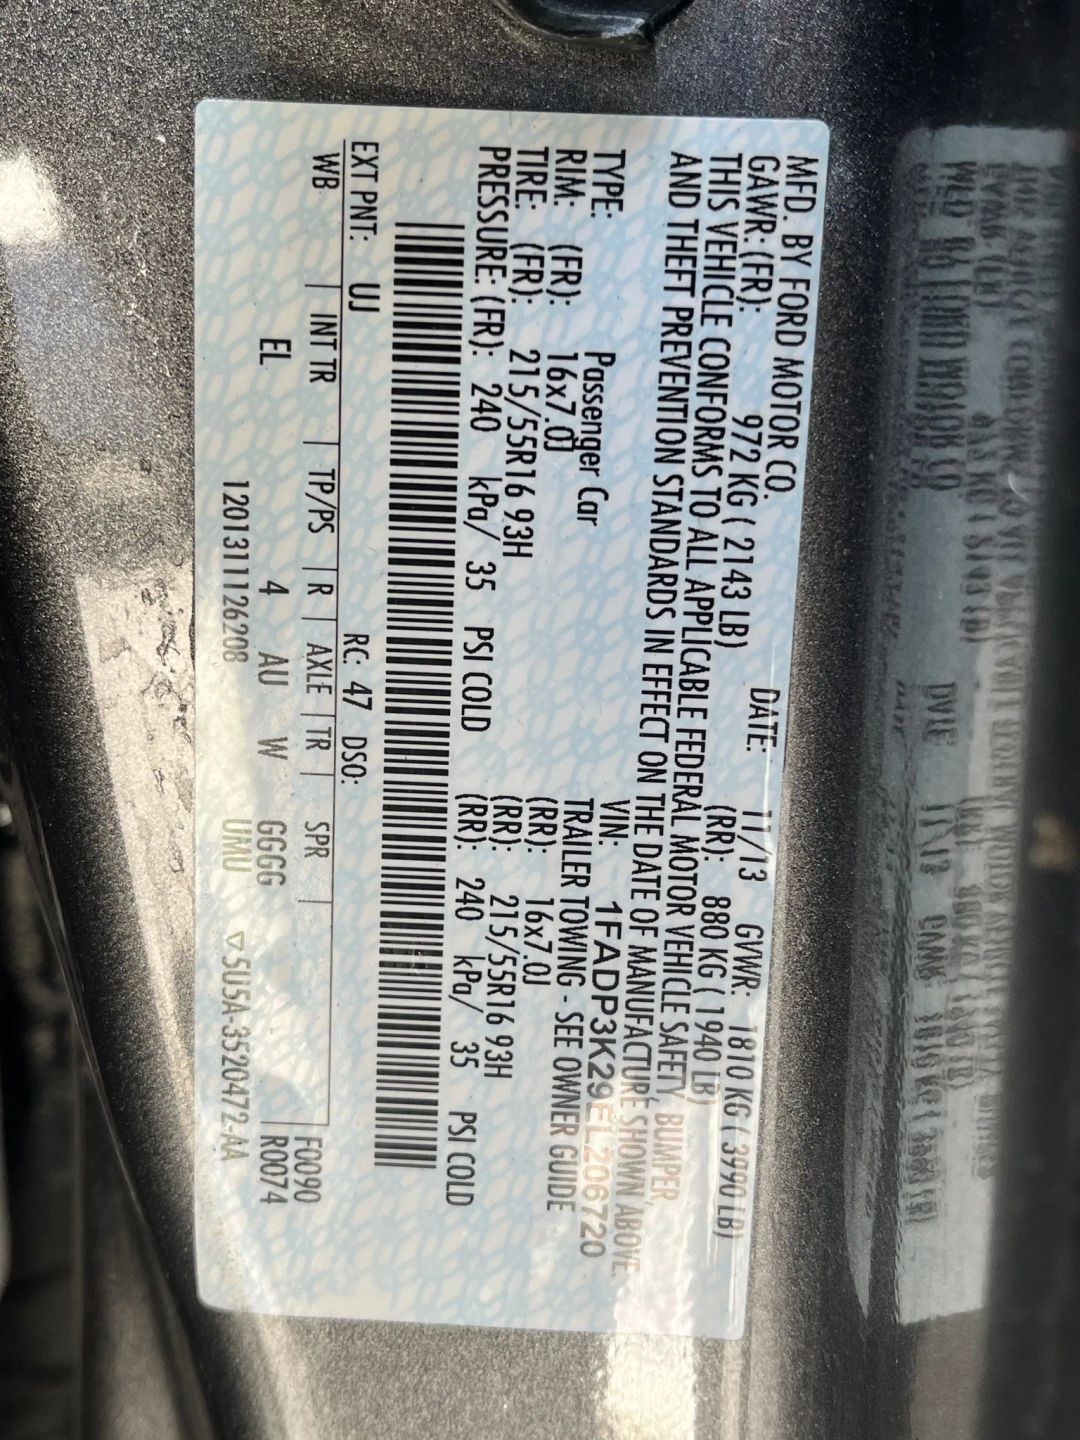 MFD. BY FORD MOTOR CO.
DATE: 11/13 GVWR: 1810 KG ( 3990 LB)
GAWR: (FR): 972 KG ( 2143 LB) (RR): 880 KG ( 1940 LB)
THIS VEHICLE CONFORMS TO ALL APPLICABLE FEDERAL MOTOR VEHICLE SAFETY, BUMPER
AND THEFT PREVENTION STANDARDS IN EFFECT ON THE DATE OF MANUFACTURE SHOWN ABOVE.
VIN: 1FADP3K29EL206720
TYPE: Passenger Car TRAILER TOWING - SEE OWNER GUIDE
RIM: (FR): 16x7.0J (RR): 16x7.0J
TIRE: (FR): 215/55R16 93H (RR): 215/55R16 93H
PRESSURE: (FR): 240 kPa/ 35 PSI COLD (RR): 240 kPa/ 35 PSI COLD
EXT PNT: UJ RC: 47 DSO:
WB | INT TR | TP/PS | R | AXLE | TR | SPR | F0090
EL 4 AU W GGGG R0074
1201311126208 UMU ▽5U5A-3520472-AA